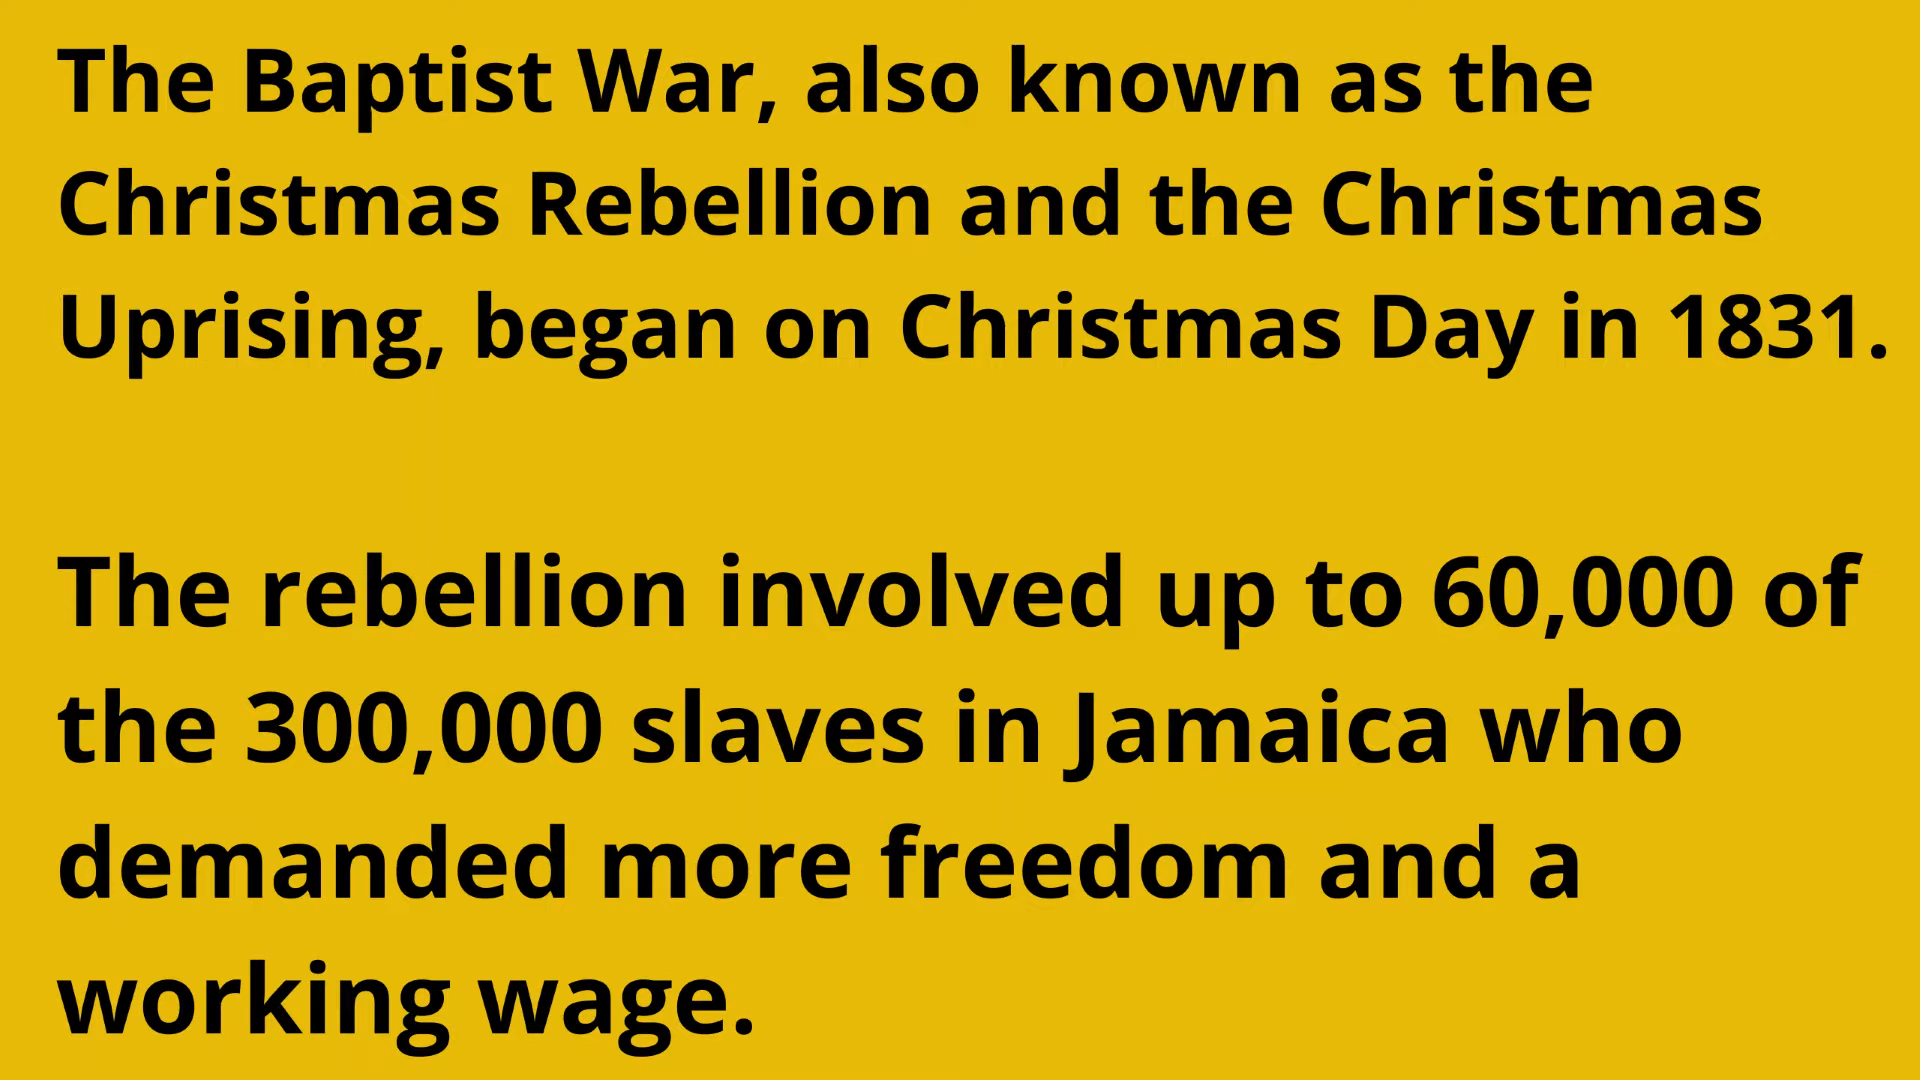 The Baptist War, also known as the
Christmas Rebellion and the Christmas
Uprising, began on Christmas Day in 1831.
The rebellion involved up to 60,000 of
the 300,000 slaves in Jamaica who
demanded more freedom and a
working wage.